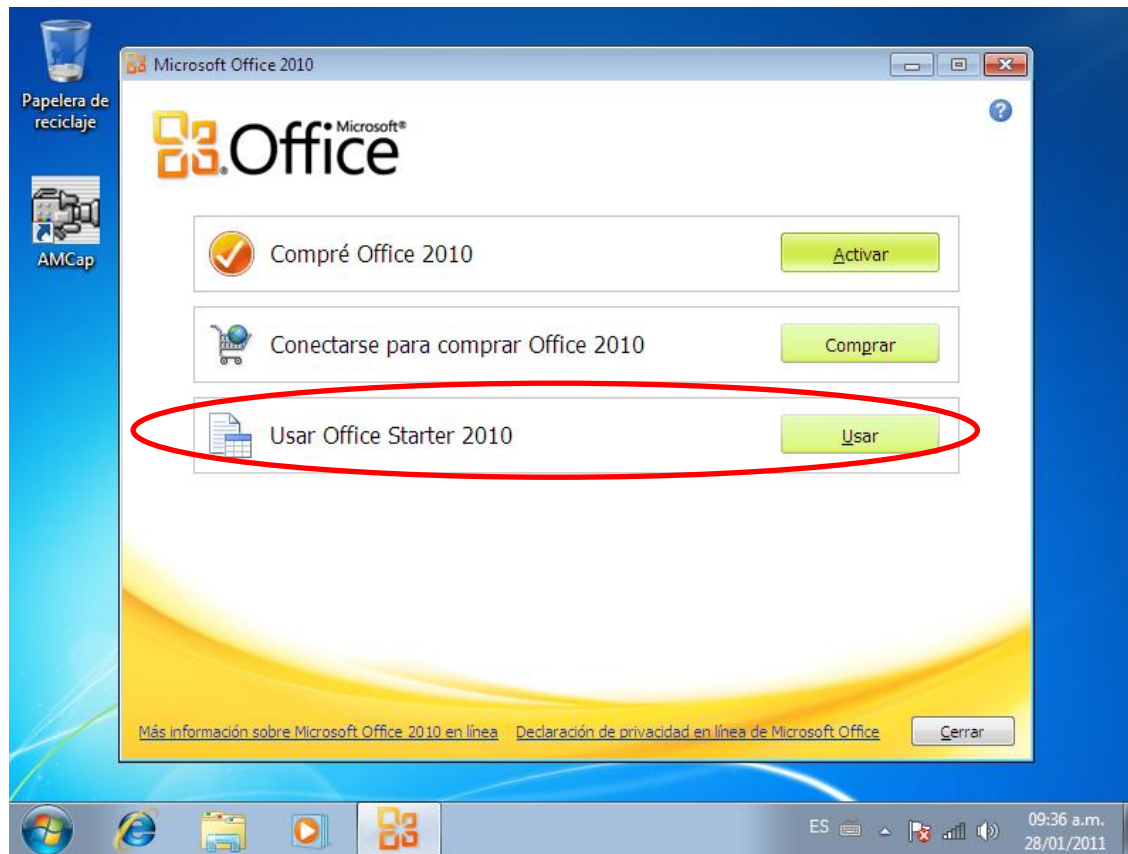 Papelera de
reciclaje
AMCap
Microsoft Office 2010
Microsoft®
Office
Compré Office 2010
Activar
Conectarse para comprar Office 2010
Comprar
Usar Office Starter 2010
Usar
Más información sobre Microsoft Office 2010 en línea
Declaración de privacidad en línea de Microsoft Office
Cerrar
ES
09:36 a.m.
28/01/2011